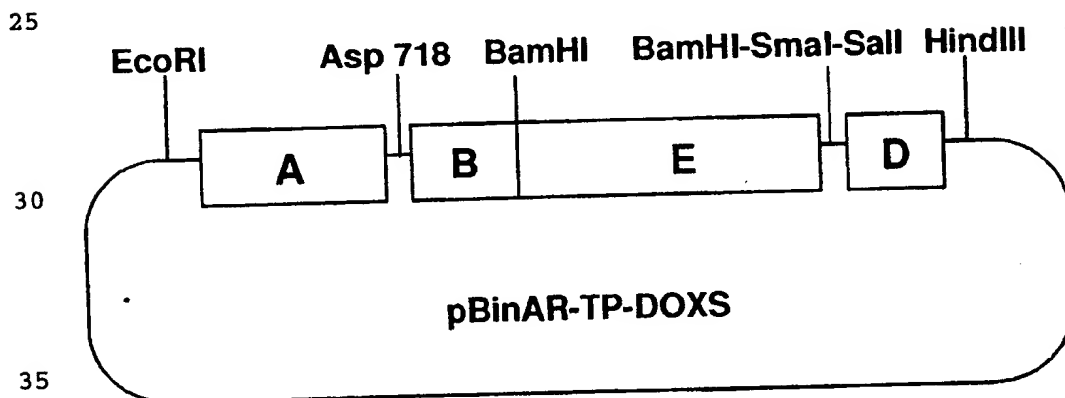 25
EcoRI Asp 718 BamHI BamHI-SmaI-SalI HindIII
A B E D
30
pBinAR-TP-DOXS
35